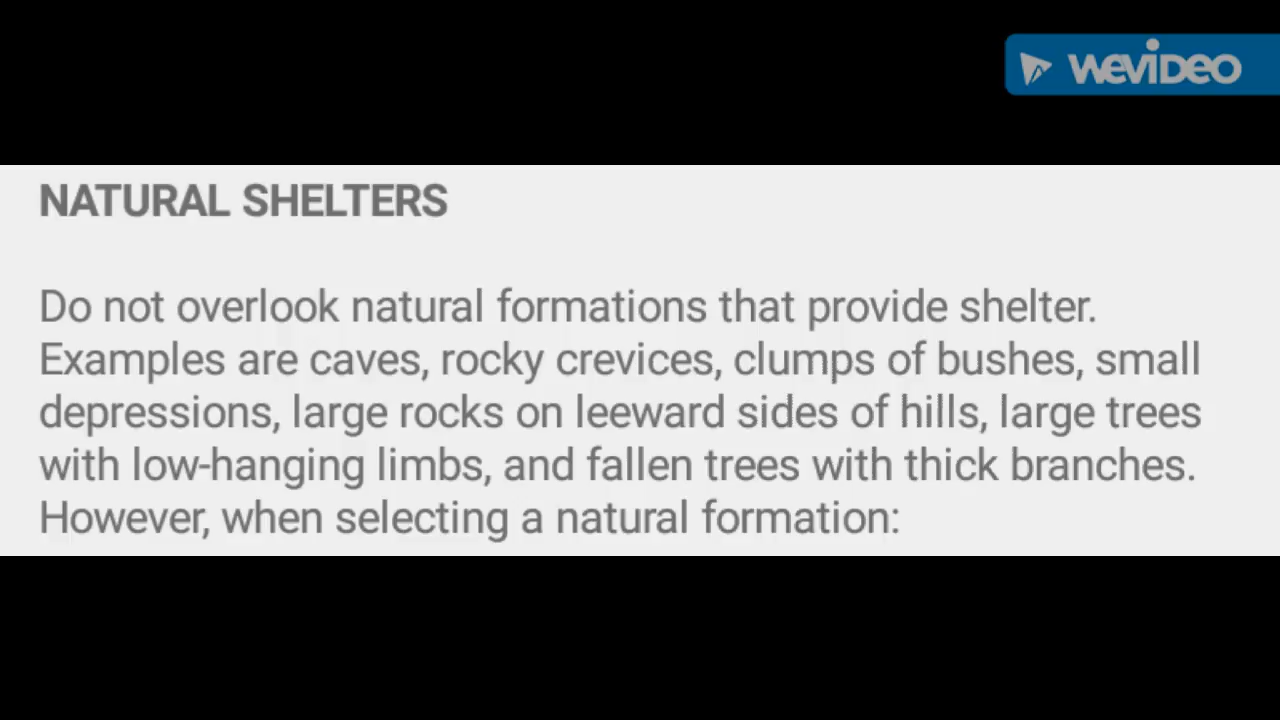 WEVIDEO
NATURAL SHELTERS
Do not overlook natural formations that provide shelter.
Examples are caves, rocky crevices, clumps of bushes, small
depressions, large rocks on leeward sides of hills, large trees
with low-hanging limbs, and fallen trees with thick branches.
However, when selecting a natural formation: